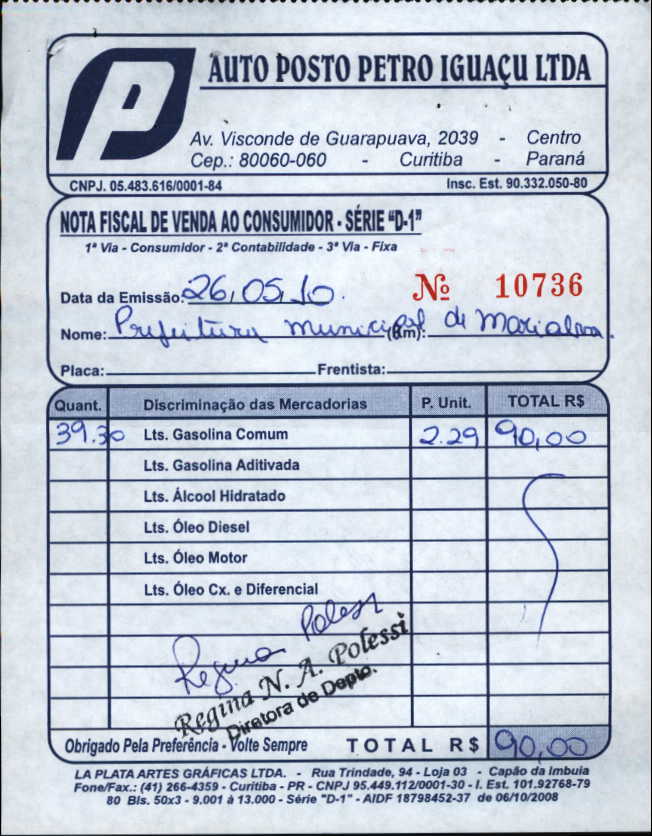 P
AUTO POSTO PETRO IGUAÇU LTDA
Av. Visconde de Guarapuava, 2039 - Centro
Cep.: 80060-060 - Curitiba - Paraná
CNPJ. 05.483.616/0001-84 Insc. Est. 90.332.050-80
NOTA FISCAL DE VENDA AO CONSUMIDOR - SÉRIE "D-1"
1ª Via - Consumidor - 2ª Contabilidade - 3ª Via - Fixa
Data da Emissão: 26,05,10. Nº 10736
Nome: Prefeitura Municipal (Km): de Marialva.
Placa: Frentista:
Quant. Discriminação das Mercadorias P. Unit. TOTAL R$
39.30 Lts. Gasolina Comum 2.29 90,00
Lts. Gasolina Aditivada
Lts. Álcool Hidratado
Lts. Óleo Diesel
Lts. Óleo Motor
Lts. Óleo Cx. e Diferencial
Regina Polessi
Regina N. A. Polessi
Diretora de Depto.
Obrigado Pela Preferência - Volte Sempre TOTAL R$ 90,00
LA PLATA ARTES GRÁFICAS LTDA. - Rua Trindade, 94 - Loja 03 - Capão da Imbuia
Fone/Fax.: (41) 266-4359 - Curitiba - PR - CNPJ 95.449.112/0001-30 - I. Est. 101.92768-79
80 Bls. 50x3 - 9.001 à 13.000 - Série "D-1" - AIDF 18798452-37 de 06/10/2008